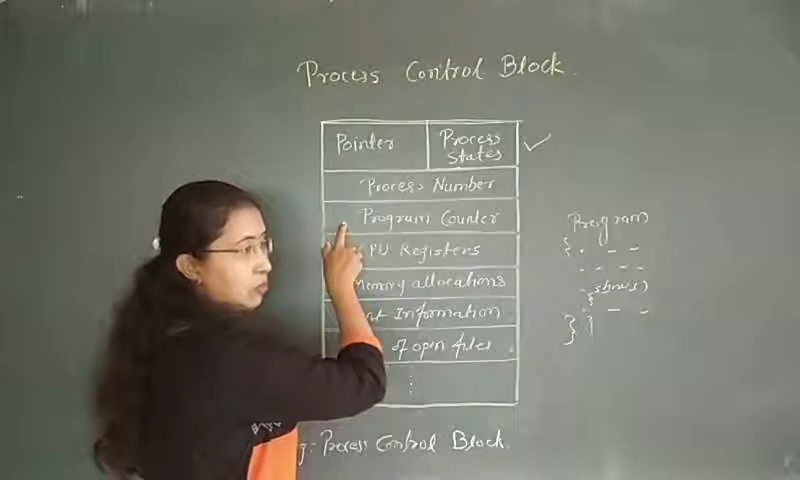 Process Control Block.
Pointer Process States
Process Number
Program Counter
PU Registers
Memory allocations
Information
of open files
g:- Process Control Block.
Program
{ . - -
- - - -
}